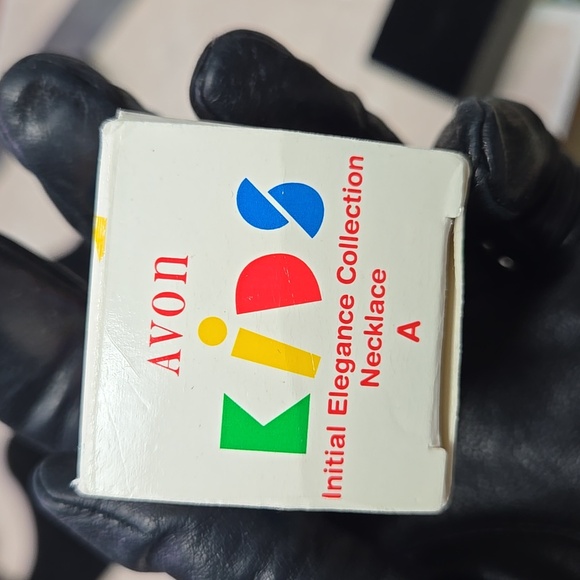 AVON
KiDS
Initial Elegance Collection
Necklace
A